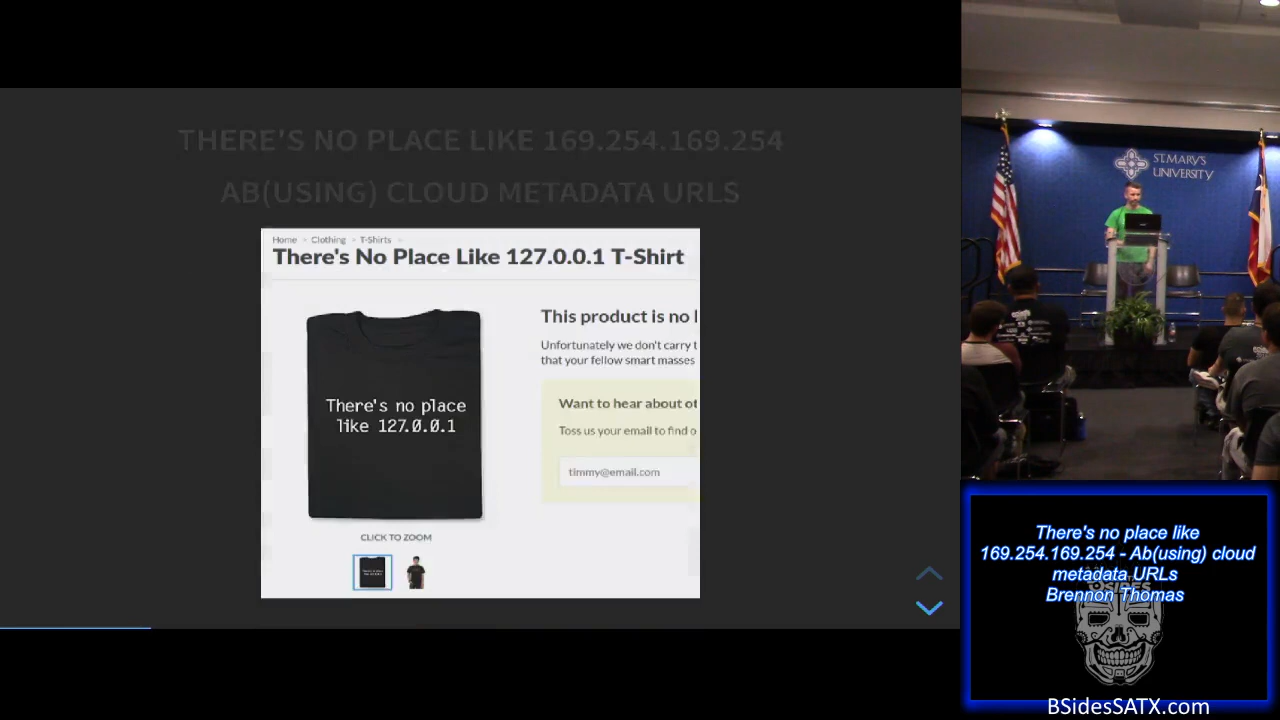 THERE'S NO PLACE LIKE 169.254.169.254
AB(USING) CLOUD METADATA URLS
Home > Clothing > T-Shirts >
There's No Place Like 127.0.0.1 T-Shirt
This product is no l
Unfortunately we don't carry t
that your fellow smart masses
There's no place
like 127.0.0.1
Want to hear about ot
Toss us your email to find o
timmy@email.com
CLICK TO ZOOM
ST. MARY'S
UNIVERSITY
There's no place like
169.254.169.254 - Ab(using) cloud
metadata URLs
Brennon Thomas
BSIDES
BSidesSATX.com